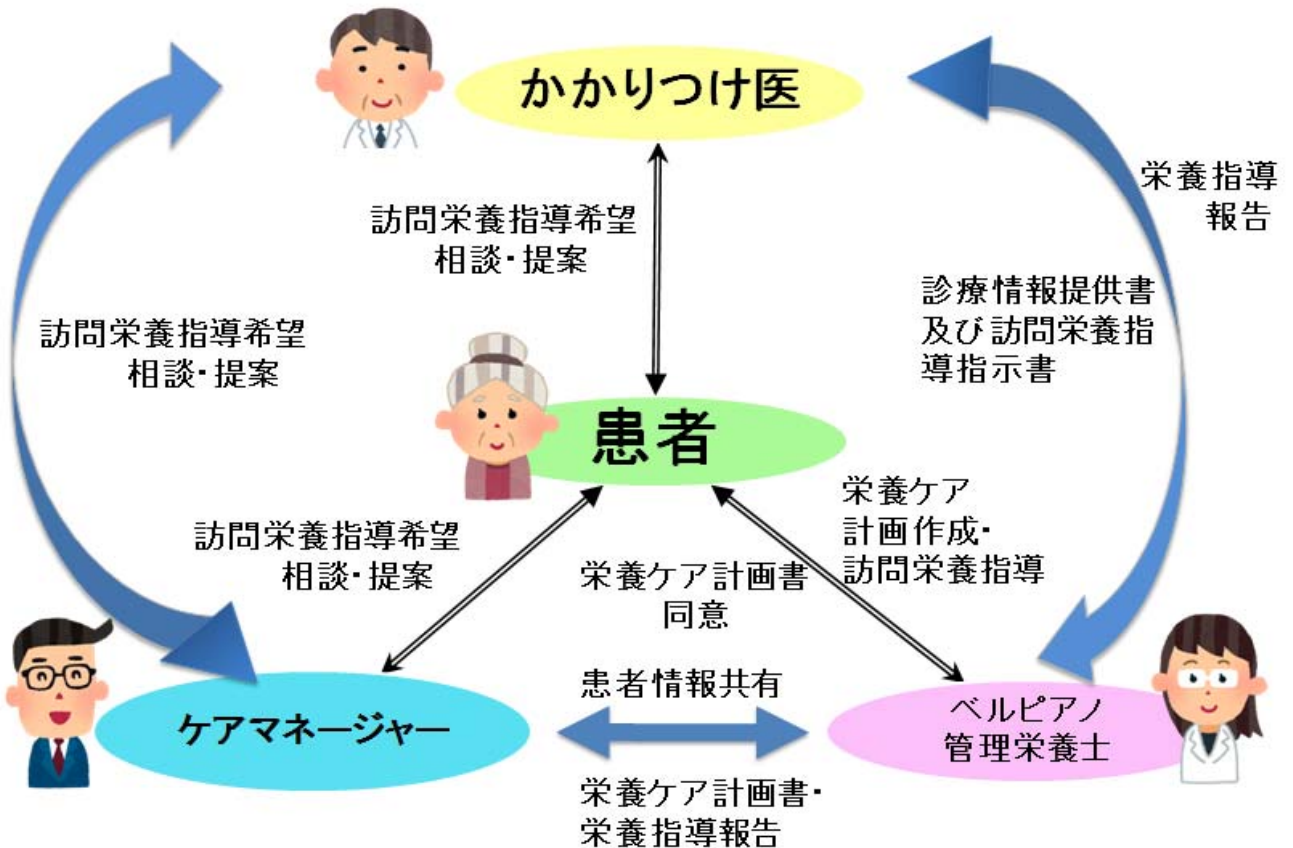 かかりつけ医
栄養指導
報告
訪問栄養指導希望
相談・提案
診療情報提供書
及び訪問栄養指
導指示書
訪問栄養指導希望
相談・提案
患者
栄養ケア
計画作成・
訪問栄養指導
訪問栄養指導希望
相談・提案
栄養ケア計画書
同意
患者情報共有
ケアマネージャー
ベルピアノ
管理栄養士
栄養ケア計画書・
栄養指導報告